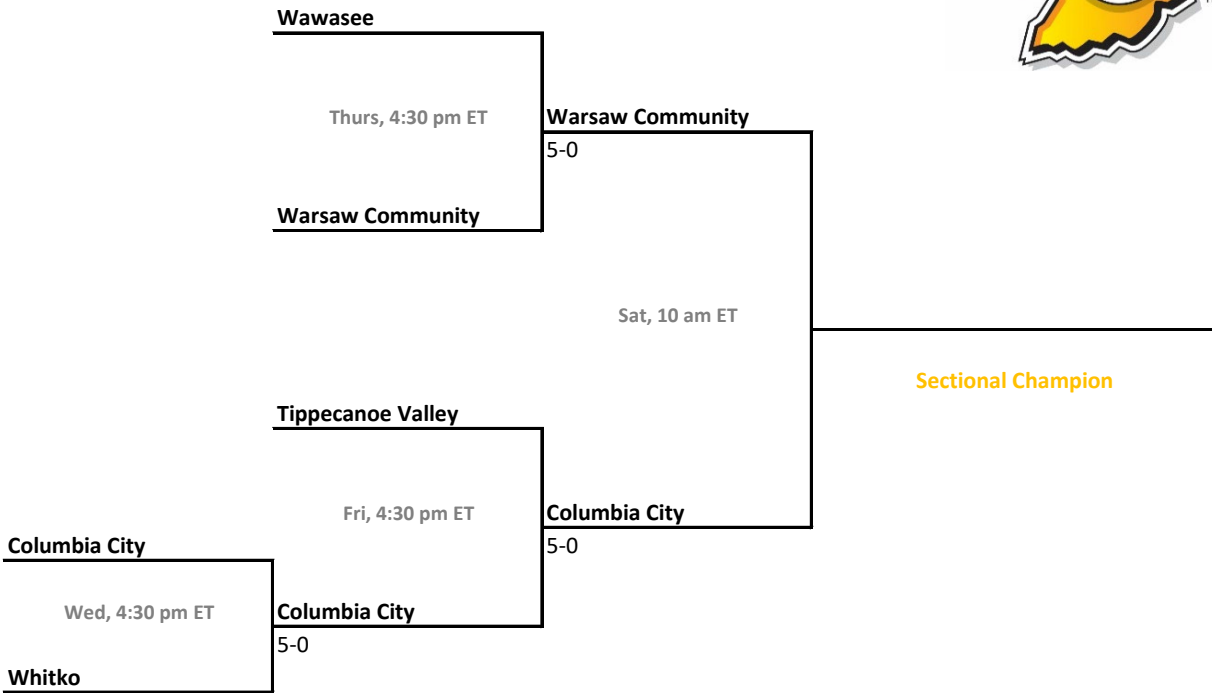 Wawasee
Thurs, 4:30 pm ET
Warsaw Community
5-0
Warsaw Community
Sat, 10 am ET
Sectional Champion
Tippecanoe Valley
Fri, 4:30 pm ET
Columbia City
5-0
Columbia City
Wed, 4:30 pm ET
Columbia City
5-0
Whitko